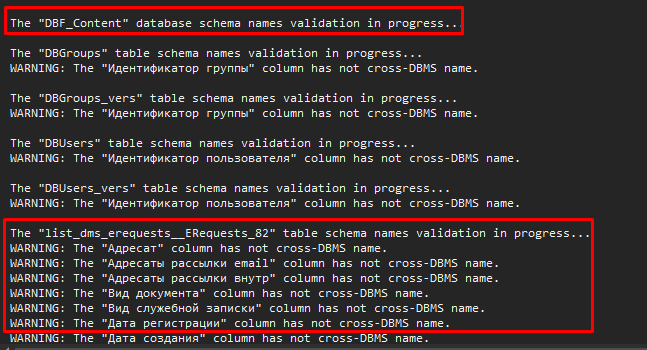 The "DBF_Content" database schema names validation in progress...
The "DBGroups" table schema names validation in progress...
WARNING: The "Идентификатор группы" column has not cross-DBMS name.
The "DBGroups_vers" table schema names validation in progress...
WARNING: The "Идентификатор группы" column has not cross-DBMS name.
The "DBUsers" table schema names validation in progress...
WARNING: The "Идентификатор пользователя" column has not cross-DBMS name.
The "DBUsers_vers" table schema names validation in progress...
WARNING: The "Идентификатор пользователя" column has not cross-DBMS name.
The "list_dms_erequests__ERequests_82" table schema names validation in progress...
WARNING: The "Адресат" column has not cross-DBMS name.
WARNING: The "Адресаты рассылки email" column has not cross-DBMS name.
WARNING: The "Адресаты рассылки внутр" column has not cross-DBMS name.
WARNING: The "Вид документа" column has not cross-DBMS name.
WARNING: The "Вид служебной записки" column has not cross-DBMS name.
WARNING: The "Дата регистрации" column has not cross-DBMS name.
WARNING: The "Дата создания" column has not cross-DBMS name.